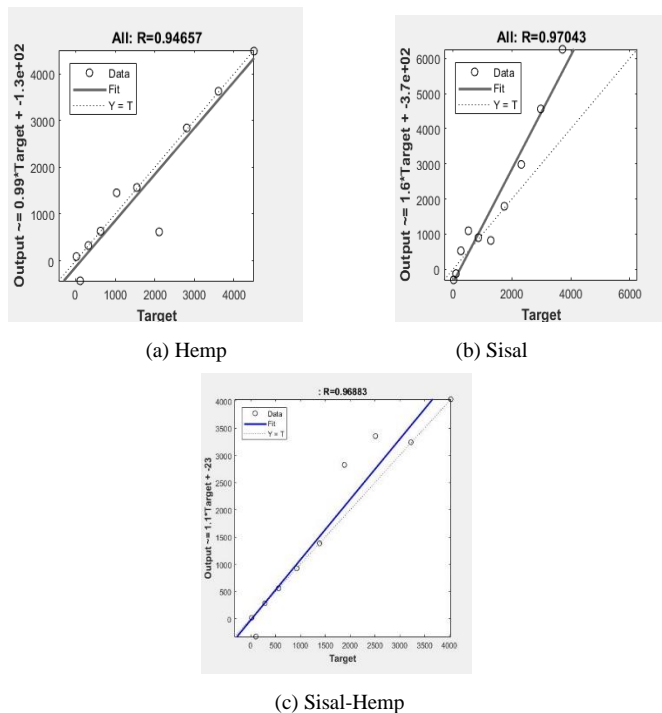 All: R=0.94657
Output ~= 0.99*Target + -1.3e+02
4000
3000
2000
1000
0
Data
Fit
Y = T
0 1000 2000 3000 4000
Target
(a) Hemp
All: R=0.97043
Output ~= 1.6*Target + -3.7e+02
6000
5000
4000
3000
2000
1000
0
Data
Fit
Y = T
0 2000 4000 6000
Target
(b) Sisal
: R=0.96883
Output ~= 1.1*Target + -23
4000
3500
3000
2500
2000
1500
1000
500
0
Data
Fit
Y = T
0 500 1000 1500 2000 2500 3000 3500 4000
Target
(c) Sisal-Hemp